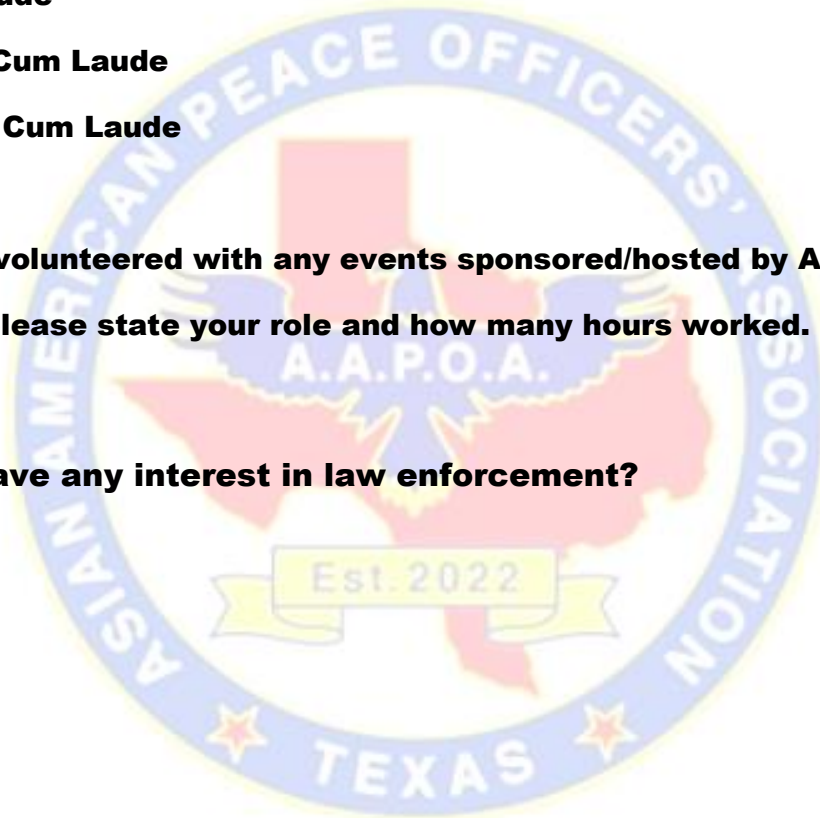 Cum Laude
Cum Laude
volunteered with any events sponsored/hosted by A
lease state your role and how many hours worked.
ave any interest in law enforcement?
ASIAN AMERICAN PEACE OFFICERS' ASSOCIATION
A.A.P.O.A.
Est. 2022
TEXAS